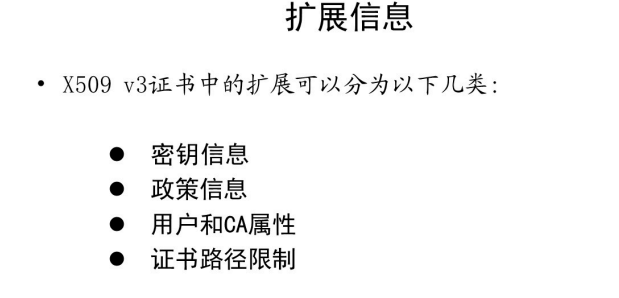 扩展信息
• X509 v3证书中的扩展可以分为以下几类:
● 密钥信息
● 政策信息
● 用户和CA属性
● 证书路径限制